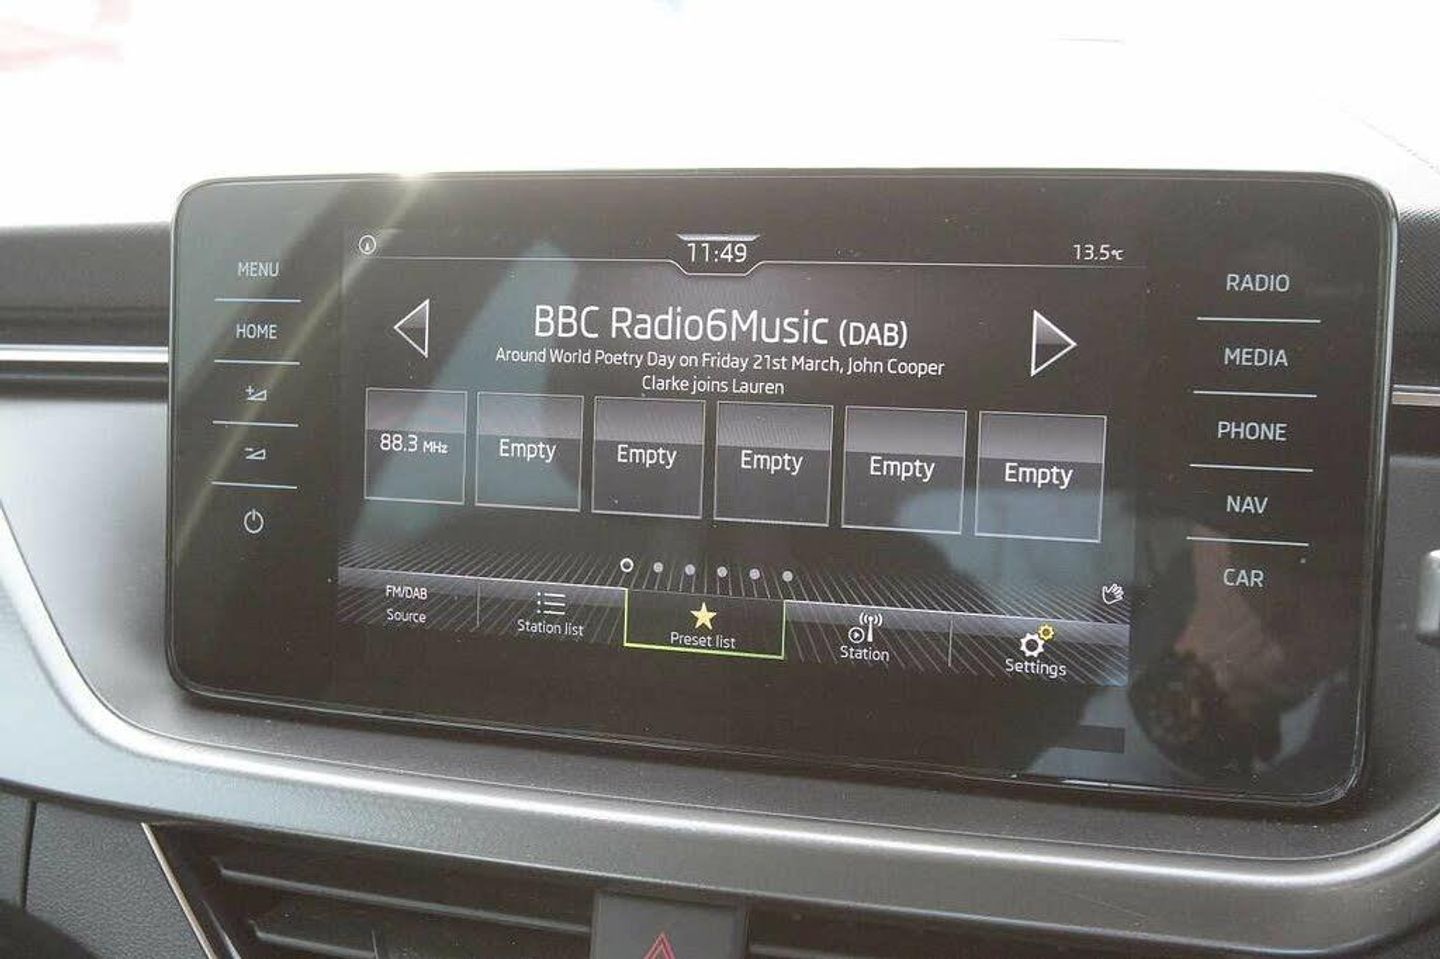 MENU
HOME
11:49
13.5°C
BBC Radio6Music (DAB)
Around World Poetry Day on Friday 21st March, John Cooper
Clarke joins Lauren
88.3 MHz
Empty
Empty
Empty
Empty
Empty
FM/DAB
Source
Station list
Preset list
Station
Settings
RADIO
MEDIA
PHONE
NAV
CAR